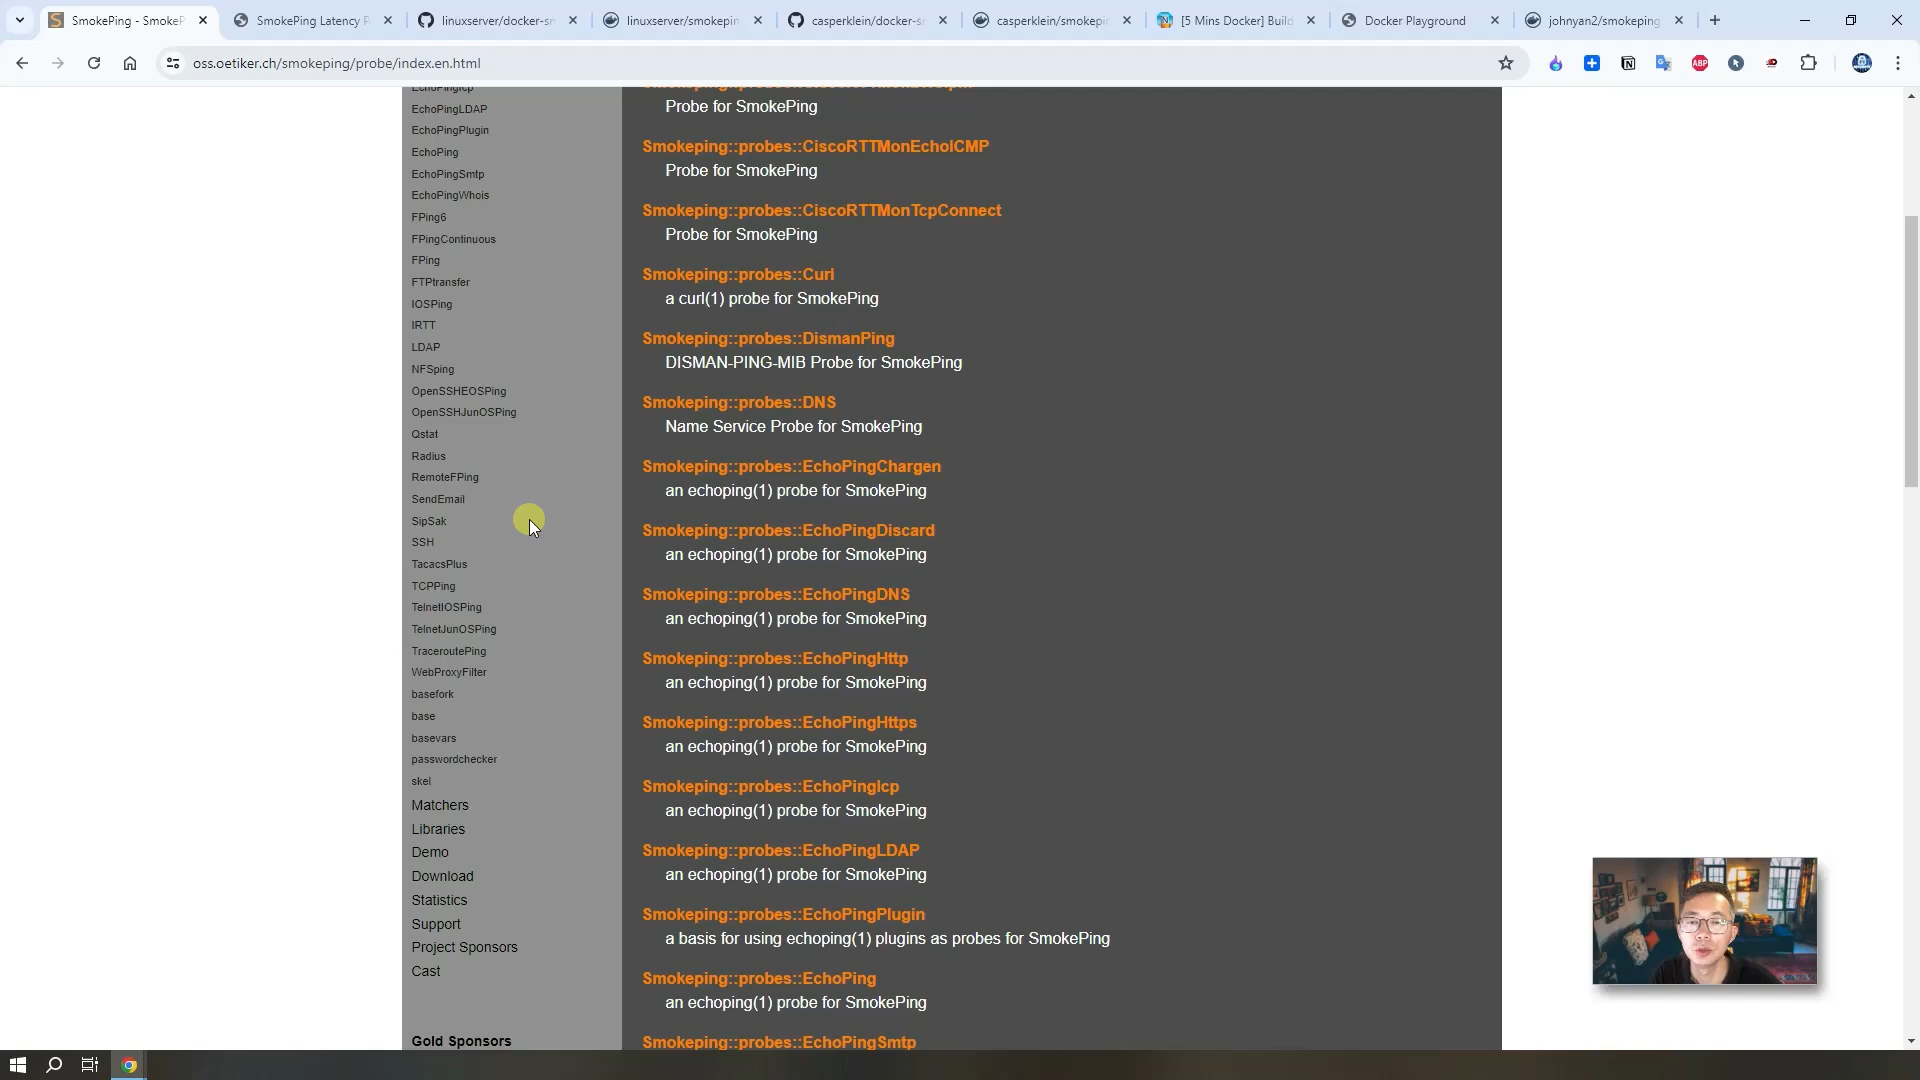 SmokePing - SmokeP
SmokePing Latency P
linuxserver/docker-sm
linuxserver/smokepin
casperklein/docker-s
casperklein/smokepin
[5 Mins Docker] Build
Docker Playground
johnyan2/smokeping
oss.oetiker.ch/smokeping/probe/index.en.html
ABP
EchoPingIcp
EchoPingLDAP
EchoPingPlugin
EchoPing
EchoPingSmtp
EchoPingWhois
FPing6
FPingContinuous
FPing
FTPtransfer
IOSPing
IRTT
LDAP
NFSping
OpenSSHEOSPing
OpenSSHJunOSPing
Qstat
Radius
RemoteFPing
SendEmail
SipSak
SSH
TacacsPlus
TCPPing
TelnetIOSPing
TelnetJunOSPing
TraceroutePing
WebProxyFilter
basefork
base
basevars
passwordchecker
skel
Matchers
Libraries
Demo
Download
Statistics
Support
Project Sponsors
Cast
Gold Sponsors
Probe for SmokePing
Smokeping::probes::CiscoRTTMonEchoICMP
Probe for SmokePing
Smokeping::probes::CiscoRTTMonTcpConnect
Probe for SmokePing
Smokeping::probes::Curl
a curl(1) probe for SmokePing
Smokeping::probes::DismanPing
DISMAN-PING-MIB Probe for SmokePing
Smokeping::probes::DNS
Name Service Probe for SmokePing
Smokeping::probes::EchoPingChargen
an echoping(1) probe for SmokePing
Smokeping::probes::EchoPingDiscard
an echoping(1) probe for SmokePing
Smokeping::probes::EchoPingDNS
an echoping(1) probe for SmokePing
Smokeping::probes::EchoPingHttp
an echoping(1) probe for SmokePing
Smokeping::probes::EchoPingHttps
an echoping(1) probe for SmokePing
Smokeping::probes::EchoPingIcp
an echoping(1) probe for SmokePing
Smokeping::probes::EchoPingLDAP
an echoping(1) probe for SmokePing
Smokeping::probes::EchoPingPlugin
a basis for using echoping(1) plugins as probes for SmokePing
Smokeping::probes::EchoPing
an echoping(1) probe for SmokePing
Smokeping::probes::EchoPingSmtp